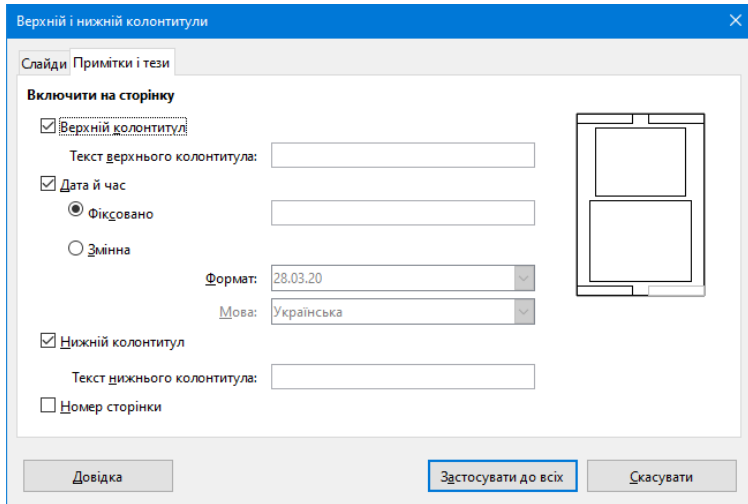 Верхній і нижній колонтитули
Слайди Примітки і тези
Включити на сторінку
Верхній колонтитул
Текст верхнього колонтитула:
Дата й час
Фіксовано
Змінна
Формат: 28.03.20
Мова: Українська
Нижній колонтитул
Текст нижнього колонтитула:
Номер сторінки
Довідка Застосувати до всіх Скасувати